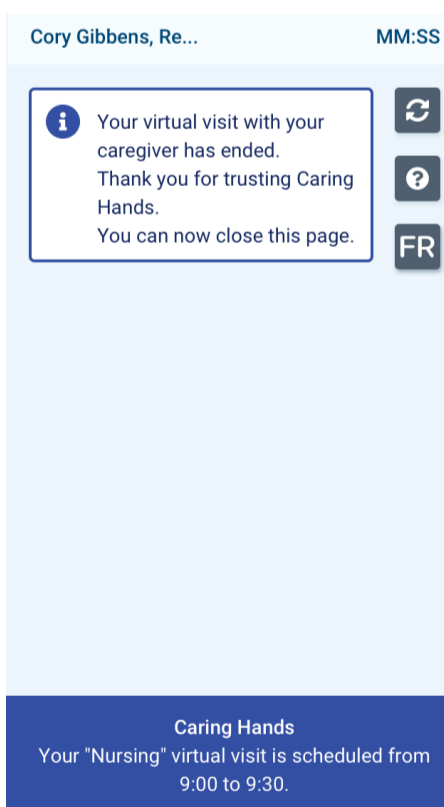 Cory Gibbens, Re...
MM:SS
Your virtual visit with your
caregiver has ended.
Thank you for trusting Caring
Hands.
You can now close this page.
FR
Caring Hands
Your "Nursing" virtual visit is scheduled from
9:00 to 9:30.